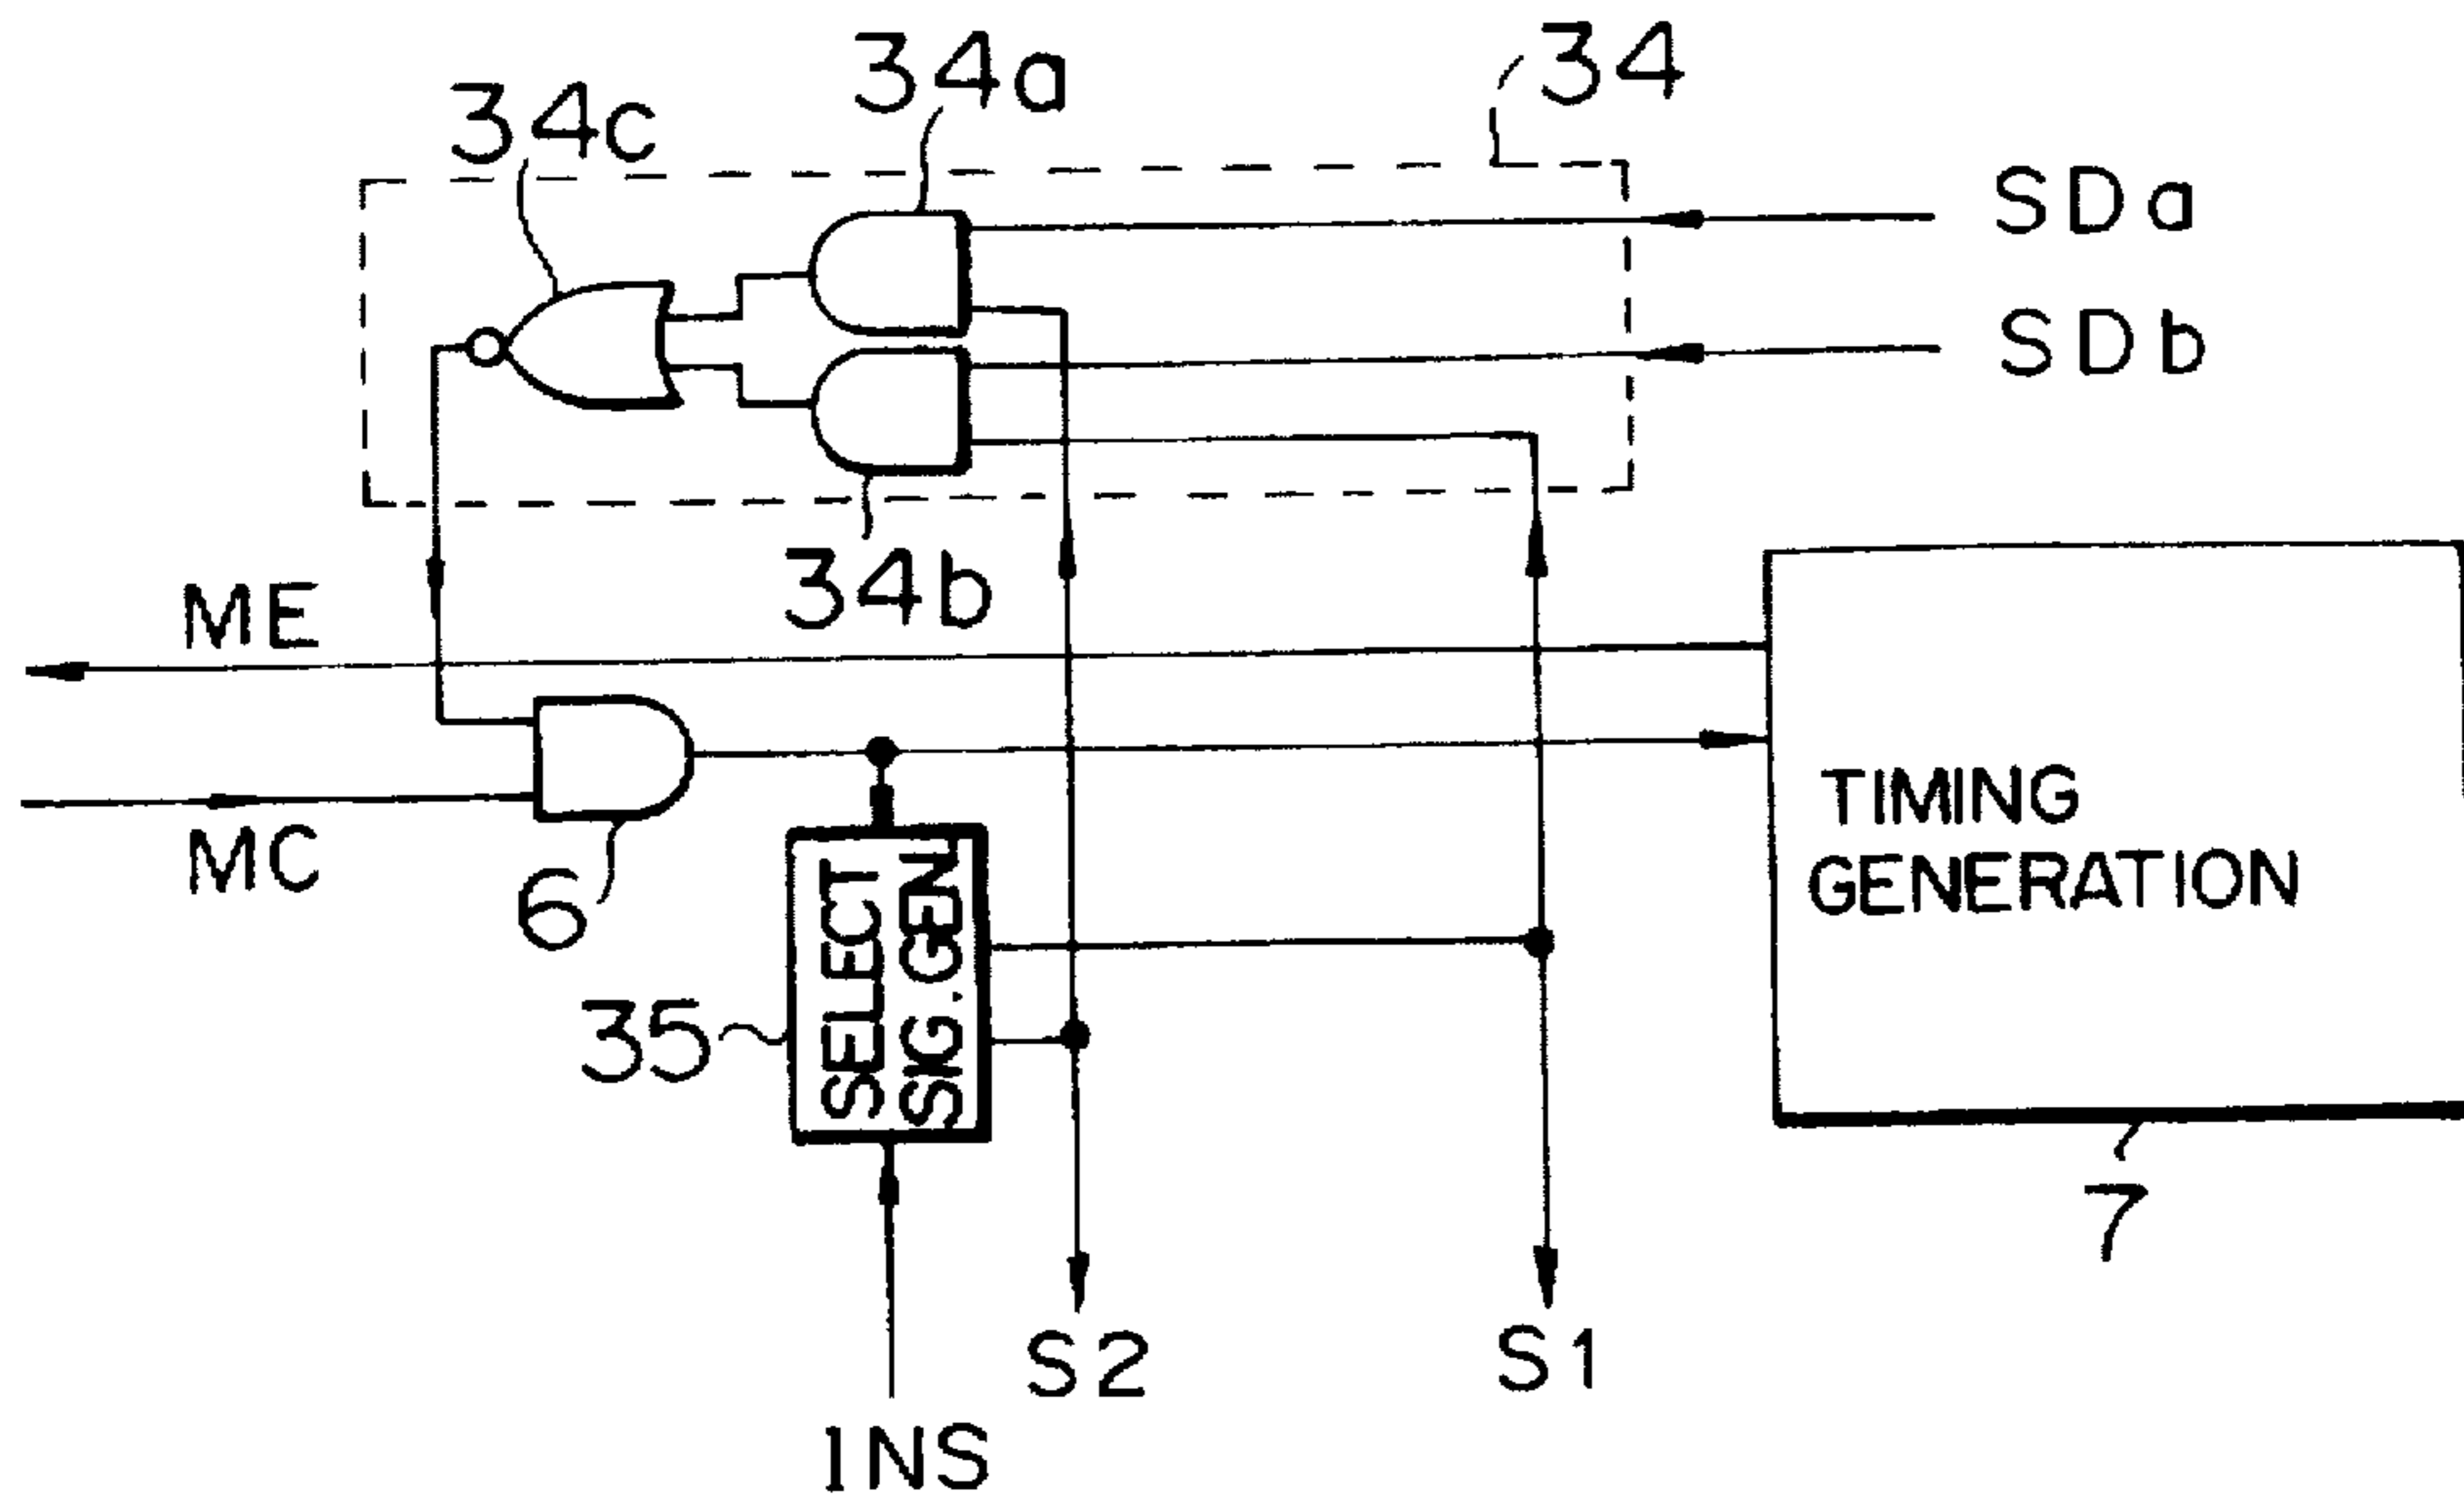 34a
34
34c
SDa
SDb
34b
ME
MC
6
TIMING
GENERATION
35
SELECT
SIG. GEN
7
S2
S1
INS